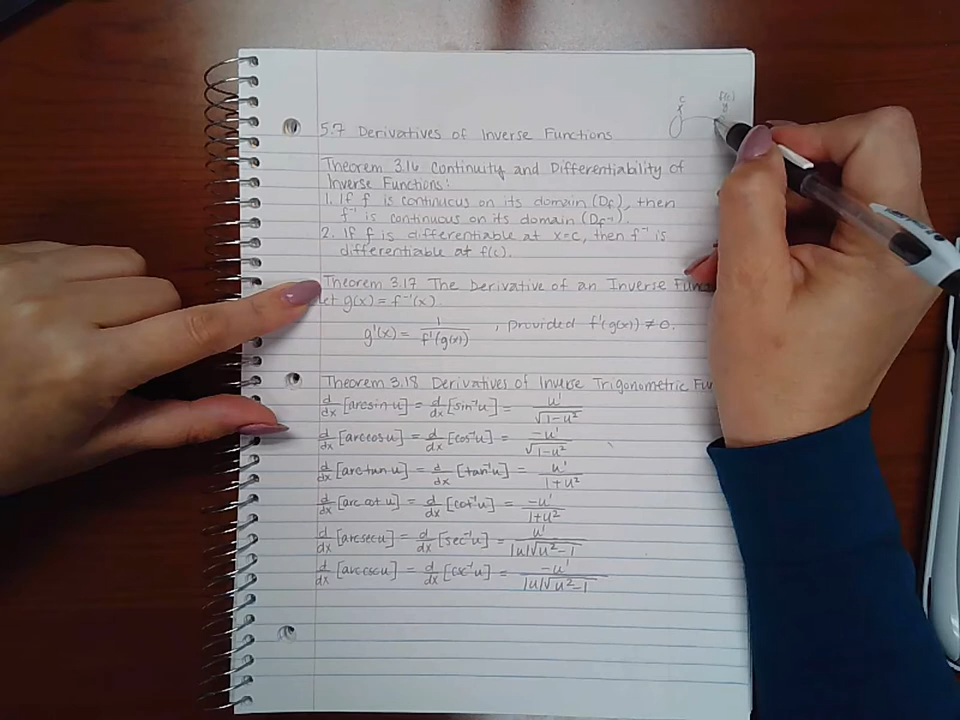 c f(c)
5.7 Derivatives of Inverse Functions
Theorem 3.16 Continuity and Differentiability of
Inverse Functions:
1. If f is continuous on its domain (Df), then
f⁻¹ is continuous on its domain (Df⁻¹).
2. If f is differentiable at x=c, then f⁻¹ is
differentiable at f(c).
Theorem 3.17 The Derivative of an Inverse
Let g(x) = f⁻¹(x).
g'(x) = 1/f'(g(x)) , provided f'(g(x)) ≠ 0.
Theorem 3.18 Derivatives of Inverse Trigonometric
d/dx [arcsin u] = d/dx [sin⁻¹u] = u'/√(1-u²)
d/dx [arccos u] = d/dx [cos⁻¹u] = -u'/√(1-u²)
d/dx [arctan u] = d/dx [tan⁻¹u] = u'/(1+u²)
d/dx [arc cot u] = d/dx [cot⁻¹u] = -u'/(1+u²)
d/dx [arcsec u] = d/dx [sec⁻¹u] = u'/(|u|√(u²-1))
d/dx [arccsc u] = d/dx [csc⁻¹u] = -u'/(|u|√(u²-1))